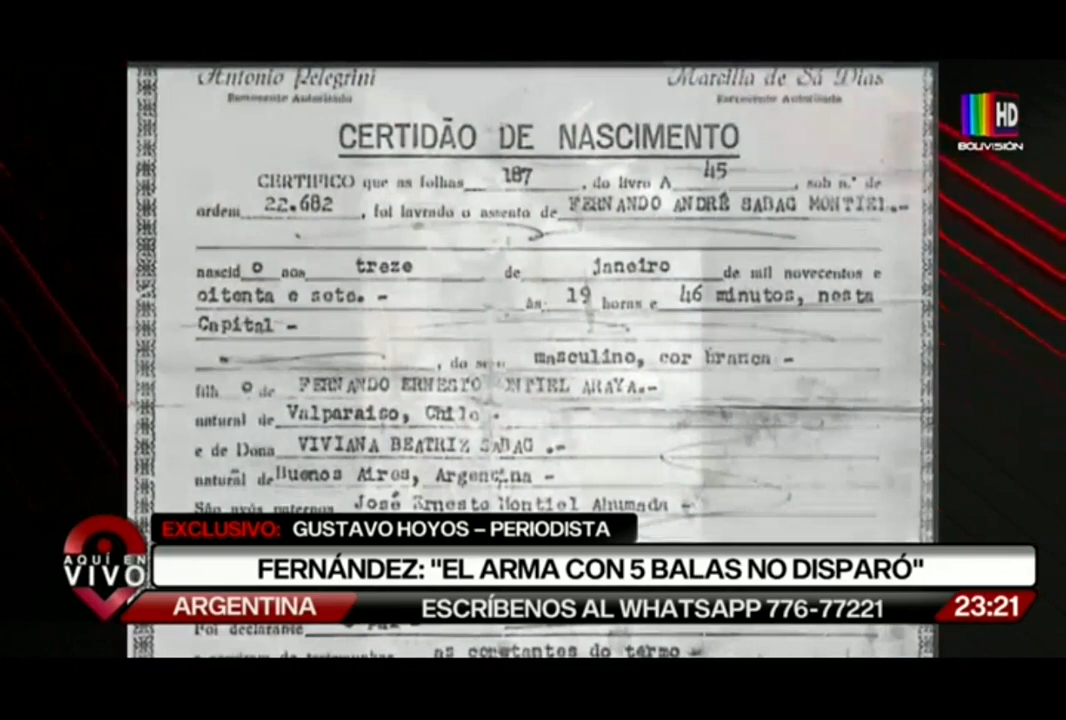 Antonio Pelegrini
Marcilla de Sá Dias
Escrevente Autorizada
HD
BOLIVISIÓN
CERTIDÃO DE NASCIMENTO
CERTIFICO que as folhas 187, do livro A 45, sob n.º de
ordem 22.682, foi lavrado o assento de FERNANDO ANDRÉ SABAG MONTIEL.-
nascido aos treze de janeiro de mil novecentos e
oitenta e sete. - às 19 horas e 46 minutos, nesta
Capital -
, do sexo masculino, cor branca -
filho de FERNANDO ERNESTO MONTIEL ARAYA.-
natural de Valparaiso, Chile -
e de Dona VIVIANA BEATRIZ SABAG .-
natural de Buenos Aires, Argentina -
São avós paternos José Ernesto Montiel Ahumada -
EXCLUSIVO: GUSTAVO HOYOS – PERIODISTA
AQUÍ EN
VIVO
FERNÁNDEZ: "EL ARMA CON 5 BALAS NO DISPARÓ"
ARGENTINA ESCRÍBENOS AL WHATSAPP 776-77221 23:21
Foi declarante
as constantes do termo -